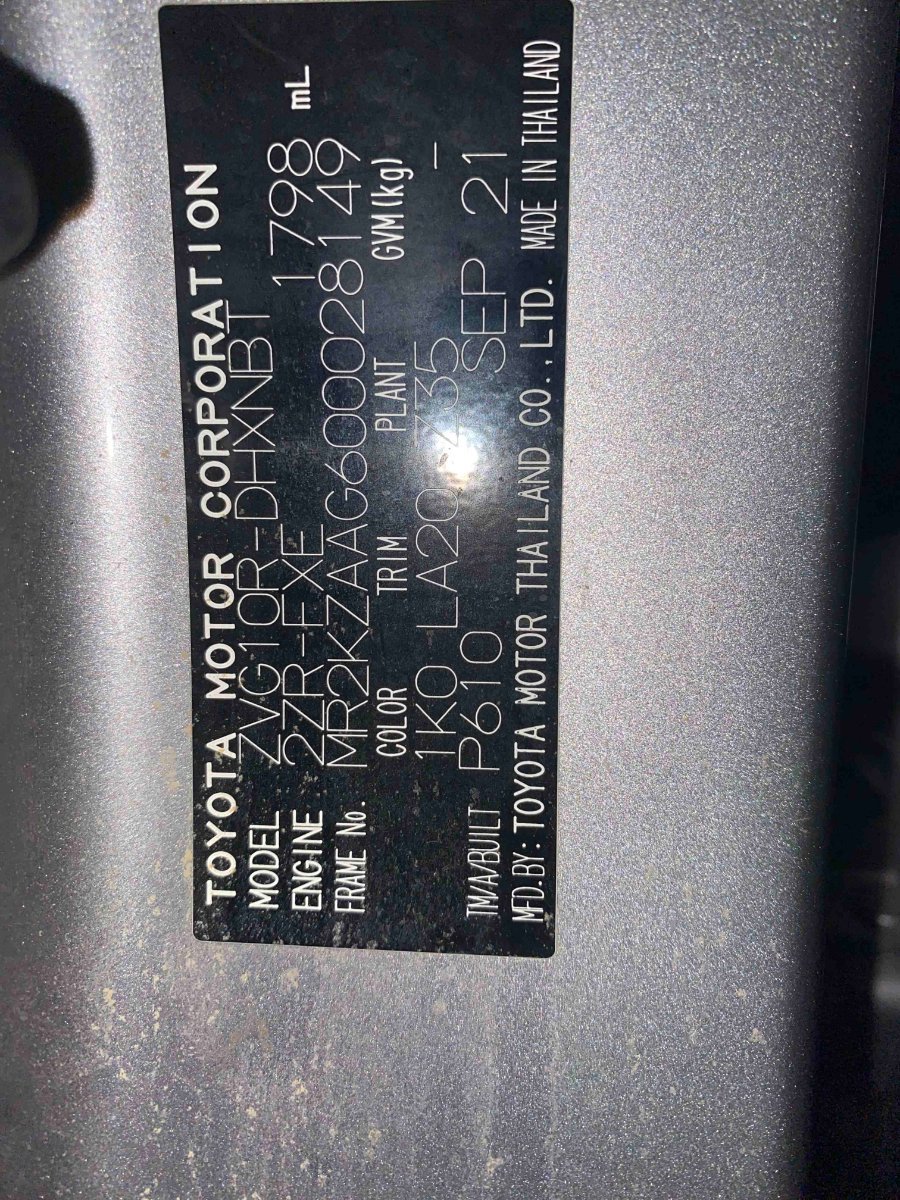 TOYOTA MOTOR CORPORATION
MODEL ZVG10R-DHXNBT
ENGINE 2ZR-FXE 1798 mL
FRAME No. MR2KZAAG600028149
COLOR TRIM PLANT GVM(kg)
1K0 LA20 Z35 -
TM/A/BUILT P610 SEP 21
MFD.BY: TOYOTA MOTOR THAILAND CO.,LTD. MADE IN THAILAND